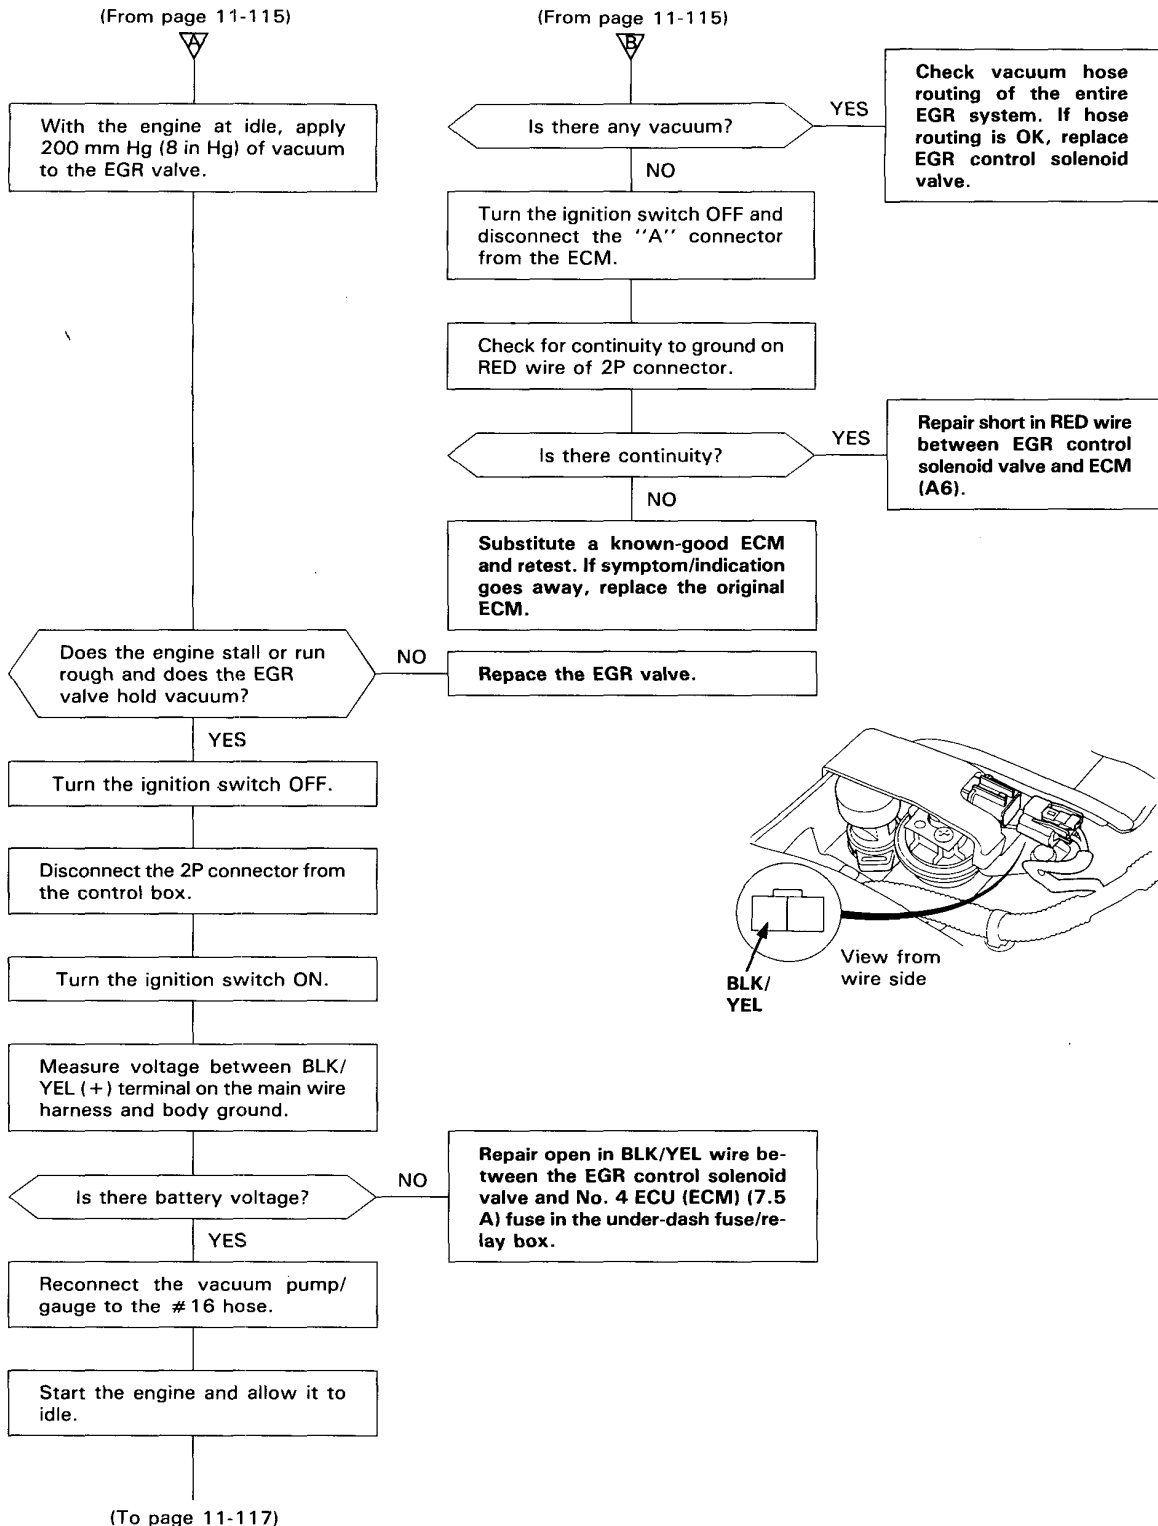 (From page 11-115)
A
With the engine at idle, apply
200 mm Hg (8 in Hg) of vacuum
to the EGR valve.
Does the engine stall or run
rough and does the EGR
valve hold vacuum?
NO
Repace the EGR valve.
YES
Turn the ignition switch OFF.
Disconnect the 2P connector from
the control box.
Turn the ignition switch ON.
Measure voltage between BLK/
YEL (+) terminal on the main wire
harness and body ground.
Is there battery voltage?
NO
Repair open in BLK/YEL wire be-
tween the EGR control solenoid
valve and No. 4 ECU (ECM) (7.5
A) fuse in the under-dash fuse/re-
lay box.
YES
Reconnect the vacuum pump/
gauge to the #16 hose.
Start the engine and allow it to
idle.
(To page 11-117)
(From page 11-115)
B
Is there any vacuum?
YES
Check vacuum hose
routing of the entire
EGR system. If hose
routing is OK, replace
EGR control solenoid
valve.
NO
Turn the ignition switch OFF and
disconnect the "A" connector
from the ECM.
Check for continuity to ground on
RED wire of 2P connector.
Is there continuity?
YES
Repair short in RED wire
between EGR control
solenoid valve and ECM
(A6).
NO
Substitute a known-good ECM
and retest. If symptom/indication
goes away, replace the original
ECM.
View from
wire side
BLK/
YEL